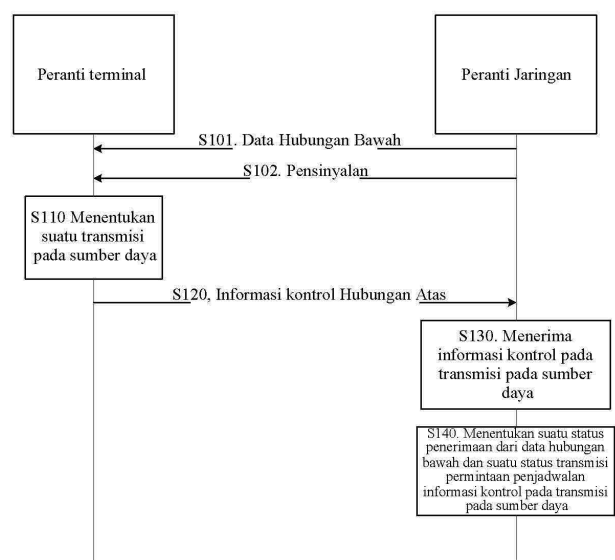 Peranti terminal
Peranti Jaringan
S101. Data Hubungan Bawah
S102. Pensinyalan
S110 Menentukan
suatu transmisi
pada sumber daya
S120, Informasi kontrol Hubungan Atas
S130. Menerima
informasi kontrol pada
transmisi pada sumber
daya
S140. Menentukan suatu status
penerimaan dari data hubungan
bawah dan suatu status transmisi
permintaan penjadwalan
informasi kontrol pada transmisi
pada sumber daya